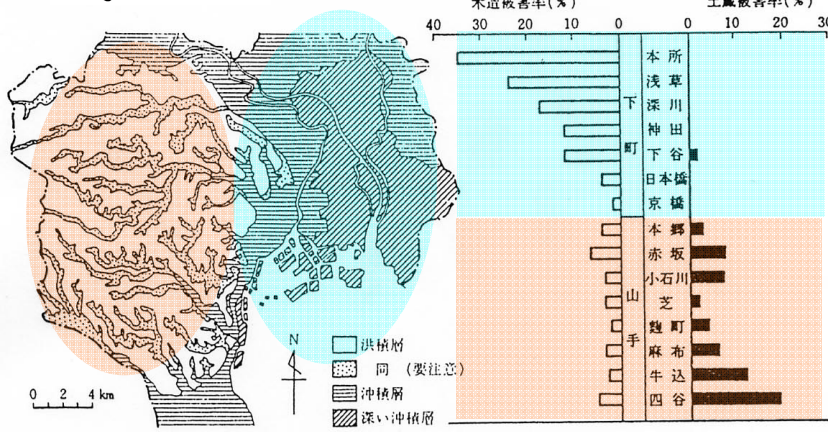 木造被害率(%)
土蔵被害率(%)
40 30 20 10 0
0 10 20 30
下町
本所
浅草
深川
神田
下谷
日本橋
京橋
山手
本郷
赤坂
小石川
芝
麹町
麻布
牛込
四谷
N
0 2 4 km
洪積層
同 (要注意)
沖積層
深い沖積層